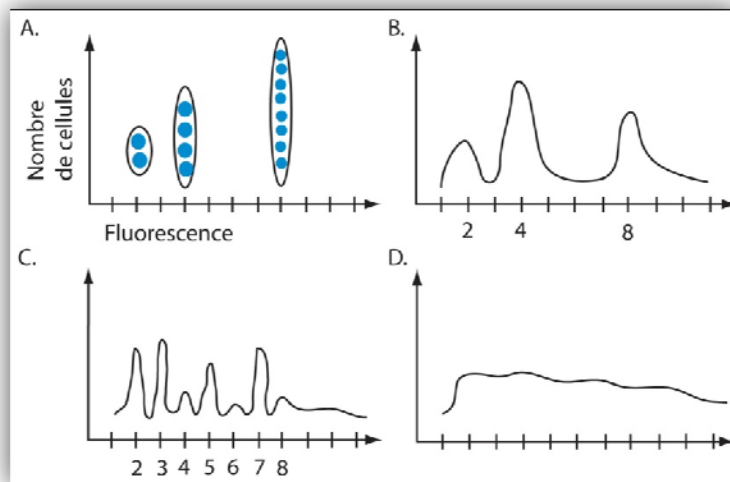 A.
B.
Nombre
de cellules
Fluorescence
2 4 8
C.
D.
2 3 4 5 6 7 8